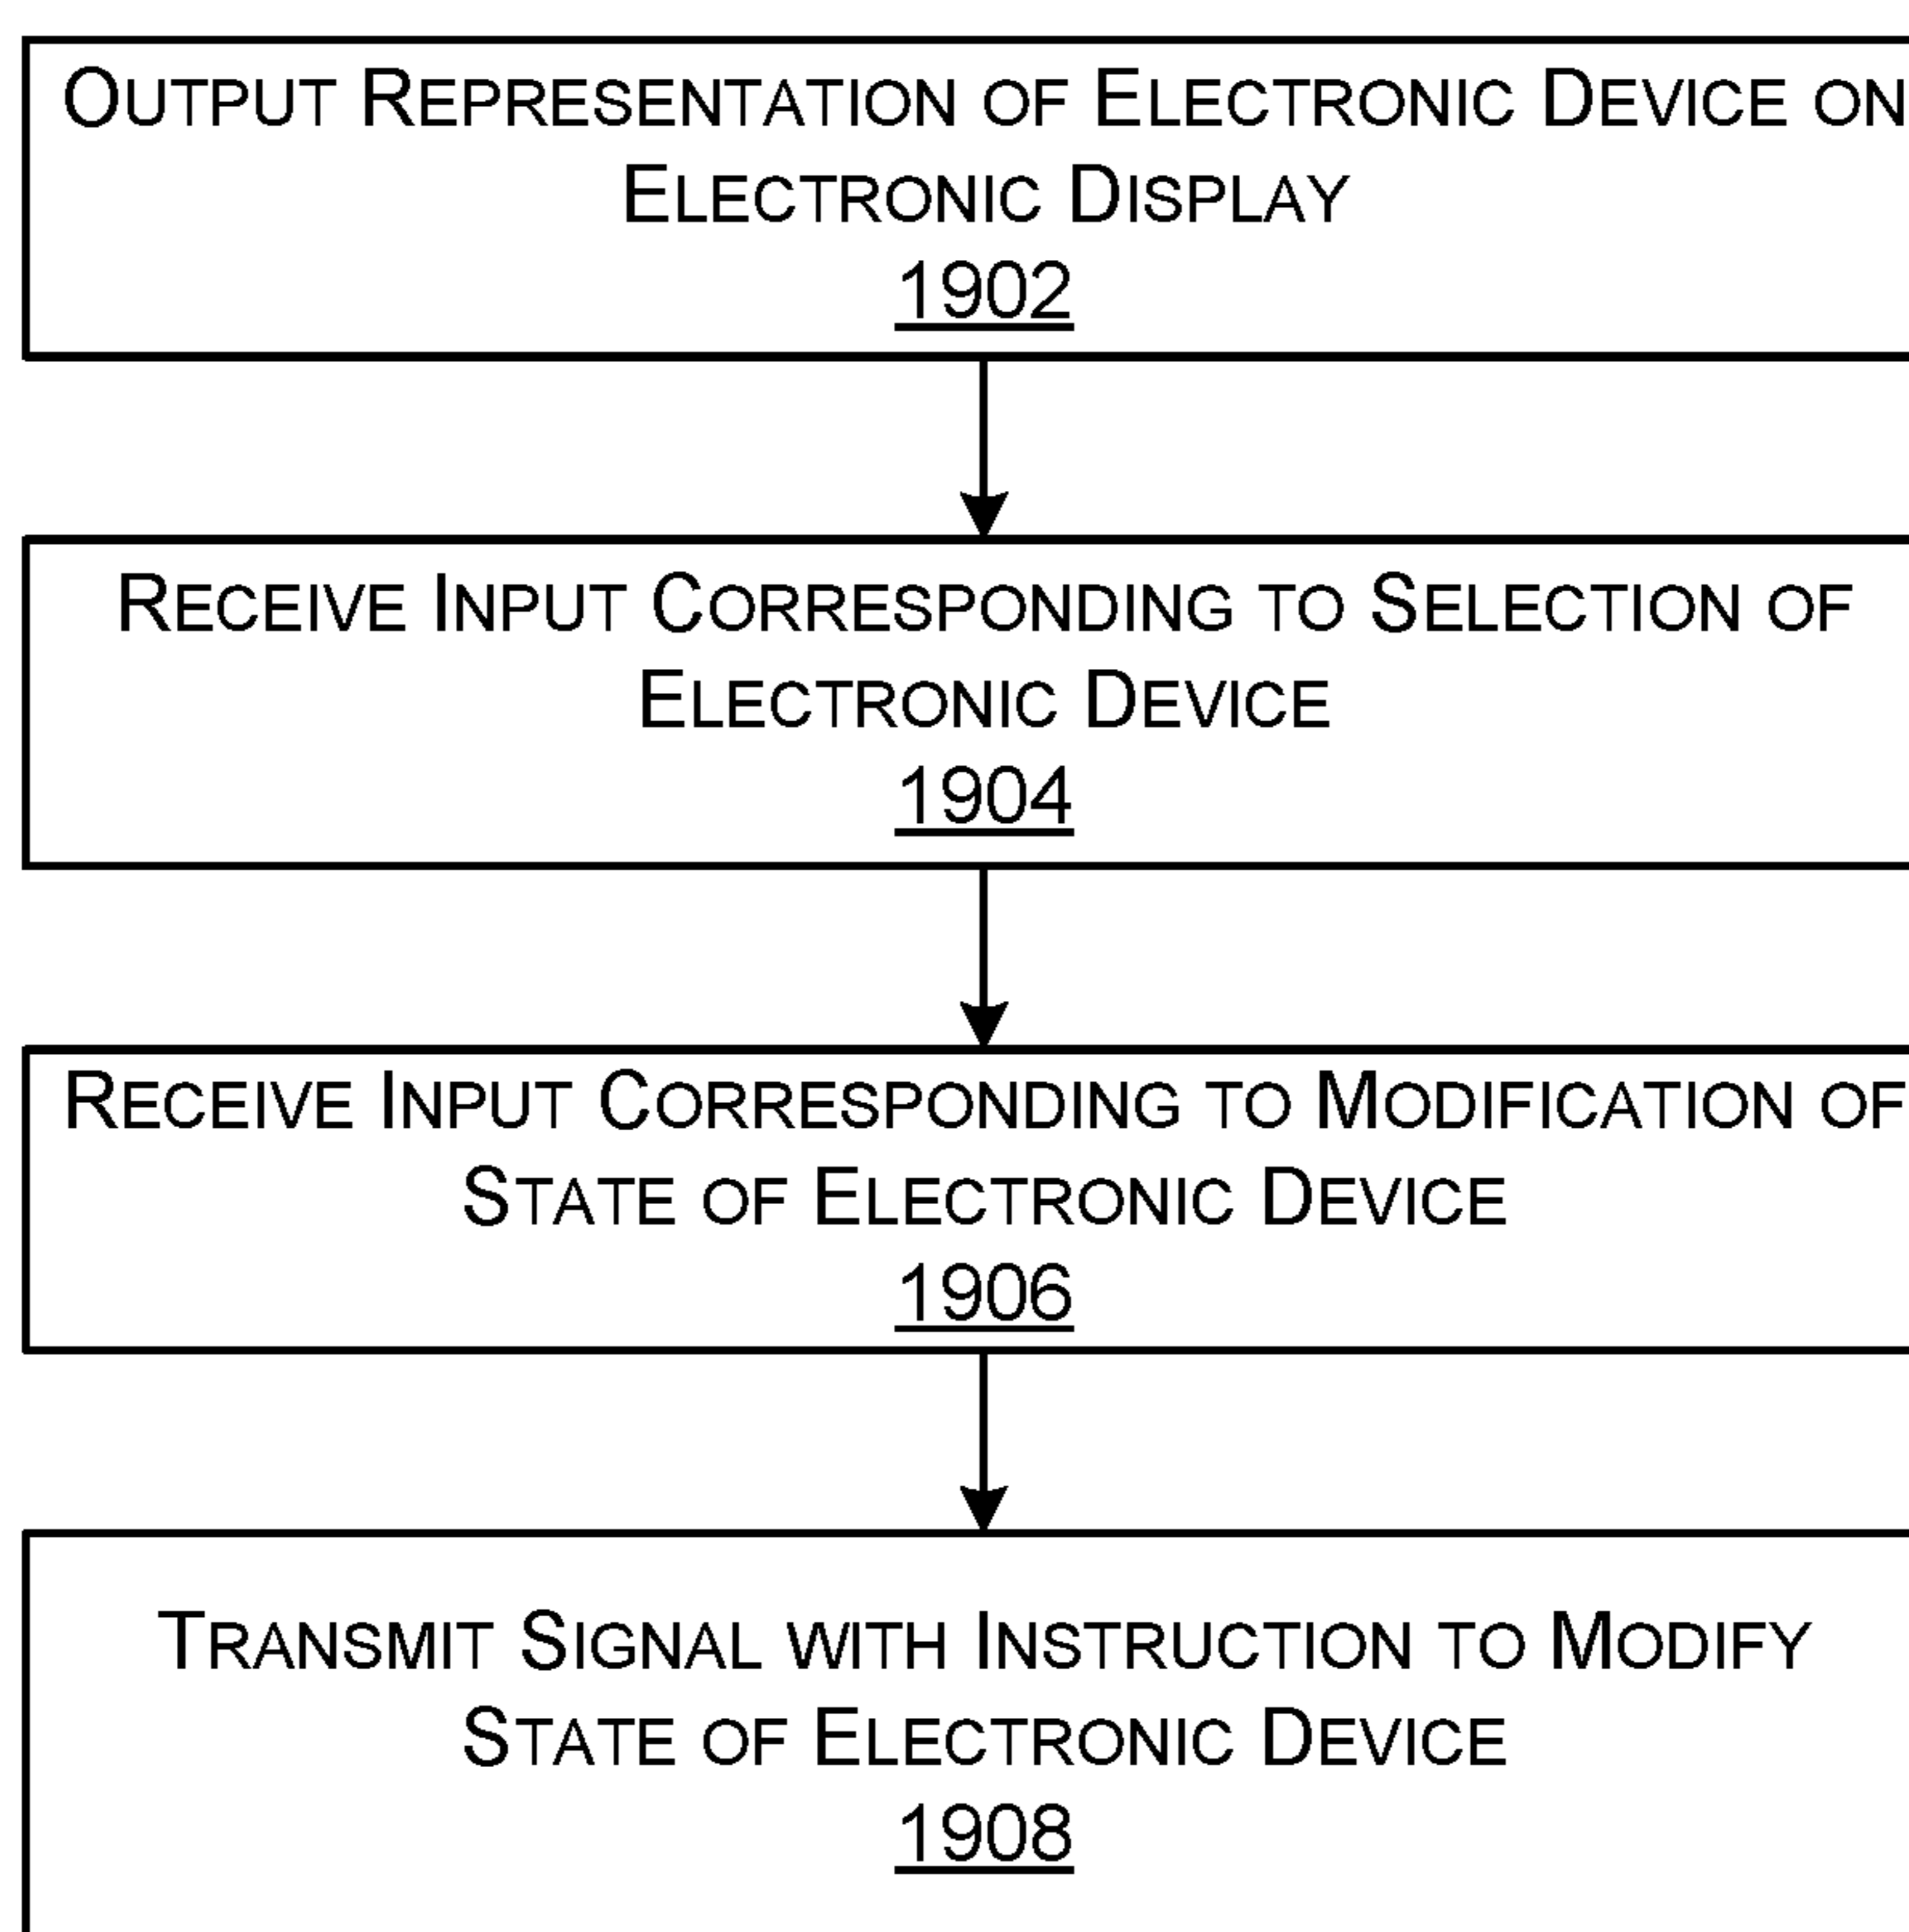 OUTPUT REPRESENTATION OF ELECTRONIC DEVICE ON
ELECTRONIC DISPLAY
1902
RECEIVE INPUT CORRESPONDING TO SELECTION OF
ELECTRONIC DEVICE
1904
RECEIVE INPUT CORRESPONDING TO MODIFICATION OF
STATE OF ELECTRONIC DEVICE
1906
TRANSMIT SIGNAL WITH INSTRUCTION TO MODIFY
STATE OF ELECTRONIC DEVICE
1908